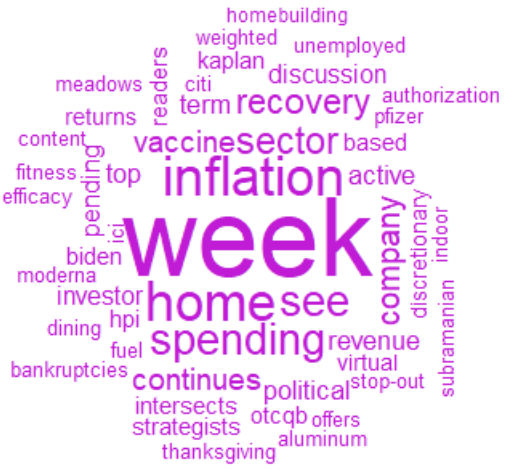 homebuilding
weighted
unemployed
kaplan
discussion
readers
citi
meadows
term
recovery
authorization
returns
pfizer
content
vaccine
sector
based
fitness
pending
top
inflation
active
efficacy
ici
week
company
discretionary
indoor
biden
moderna
investor
home
see
subramanian
dining
hpi
spending
revenue
fuel
virtual
bankruptcies
continues
political
stop-out
intersects
otcqb
offers
strategists
aluminum
thanksgiving